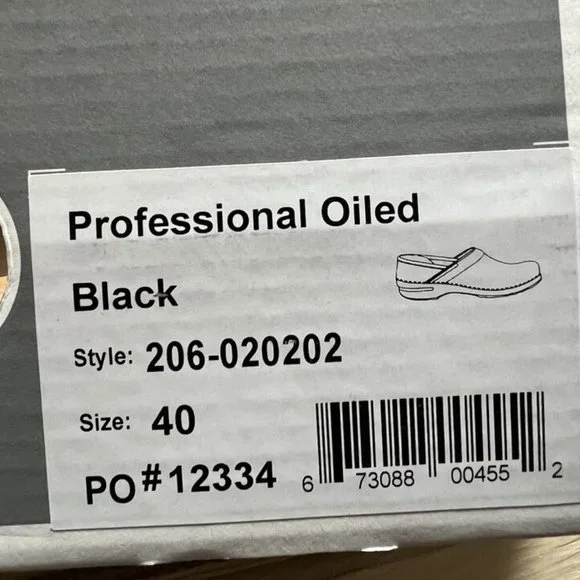 Professional Oiled
Black
Style: 206-020202
Size: 40
PO#12334
6 73088 00455 2